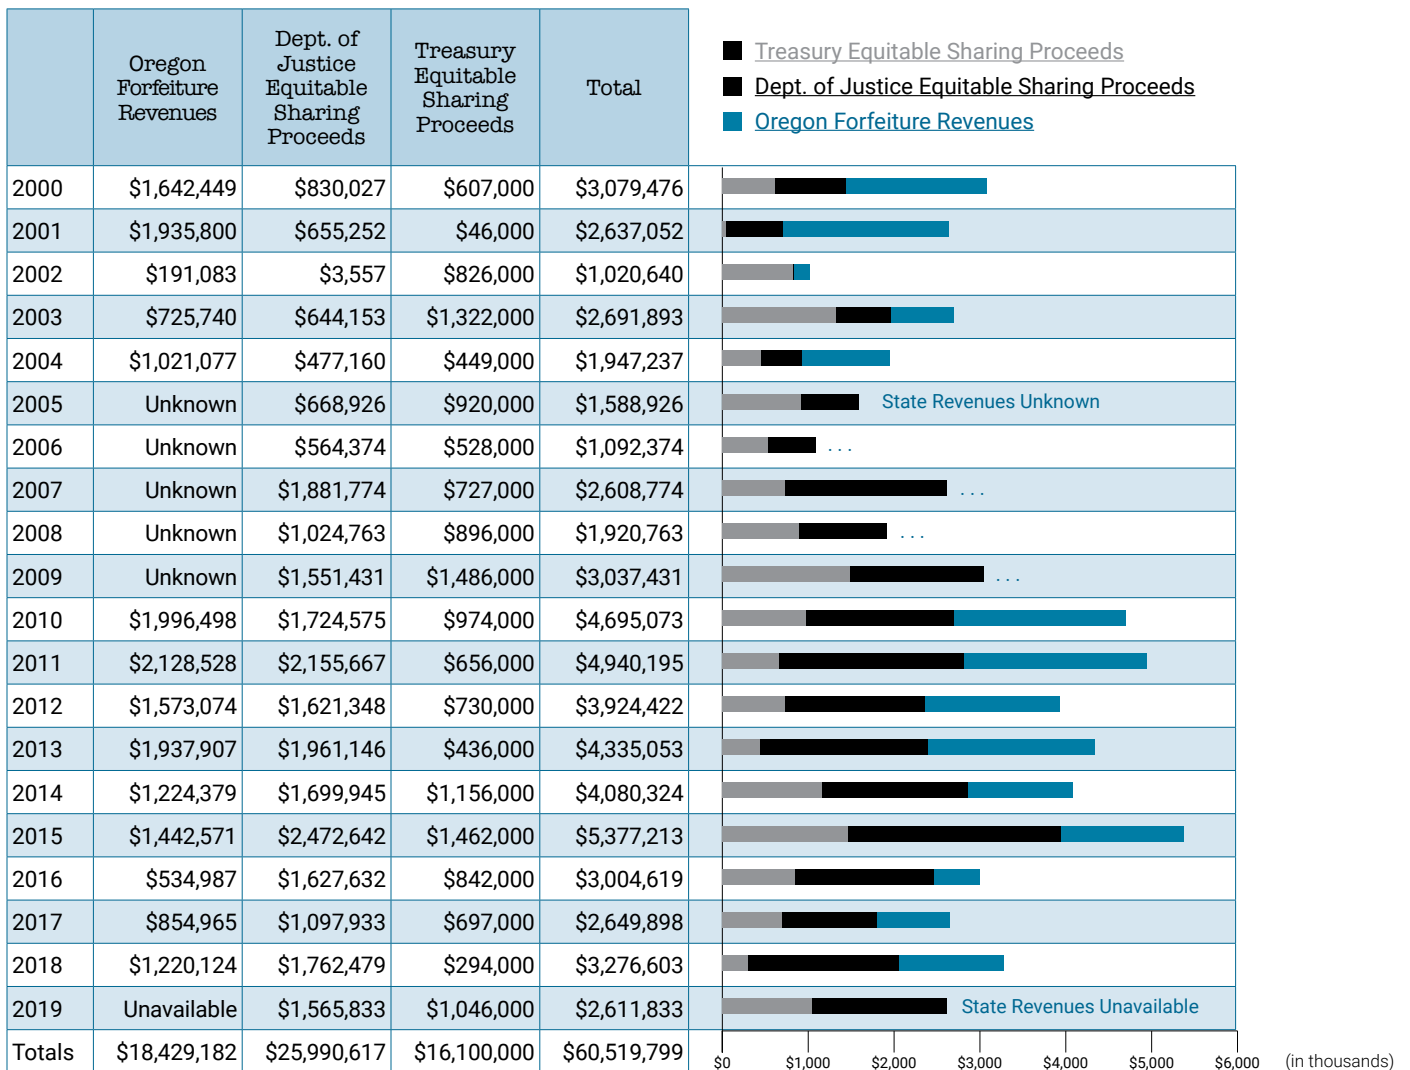 Oregon Forfeiture Revenues
Dept. of Justice Equitable Sharing Proceeds
Treasury Equitable Sharing Proceeds
Total
Treasury Equitable Sharing Proceeds
Dept. of Justice Equitable Sharing Proceeds
Oregon Forfeiture Revenues
2000 $1,642,449 $830,027 $607,000 $3,079,476
2001 $1,935,800 $655,252 $46,000 $2,637,052
2002 $191,083 $3,557 $826,000 $1,020,640
2003 $725,740 $644,153 $1,322,000 $2,691,893
2004 $1,021,077 $477,160 $449,000 $1,947,237
2005 Unknown $668,926 $920,000 $1,588,926 State Revenues Unknown
2006 Unknown $564,374 $528,000 $1,092,374 ...
2007 Unknown $1,881,774 $727,000 $2,608,774 ...
2008 Unknown $1,024,763 $896,000 $1,920,763 ...
2009 Unknown $1,551,431 $1,486,000 $3,037,431 ...
2010 $1,996,498 $1,724,575 $974,000 $4,695,073
2011 $2,128,528 $2,155,667 $656,000 $4,940,195
2012 $1,573,074 $1,621,348 $730,000 $3,924,422
2013 $1,937,907 $1,961,146 $436,000 $4,335,053
2014 $1,224,379 $1,699,945 $1,156,000 $4,080,324
2015 $1,442,571 $2,472,642 $1,462,000 $5,377,213
2016 $534,987 $1,627,632 $842,000 $3,004,619
2017 $854,965 $1,097,933 $697,000 $2,649,898
2018 $1,220,124 $1,762,479 $294,000 $3,276,603
2019 Unavailable $1,565,833 $1,046,000 $2,611,833 State Revenues Unavailable
Totals $18,429,182 $25,990,617 $16,100,000 $60,519,799
$0 $1,000 $2,000 $3,000 $4,000 $5,000 $6,000 (in thousands)